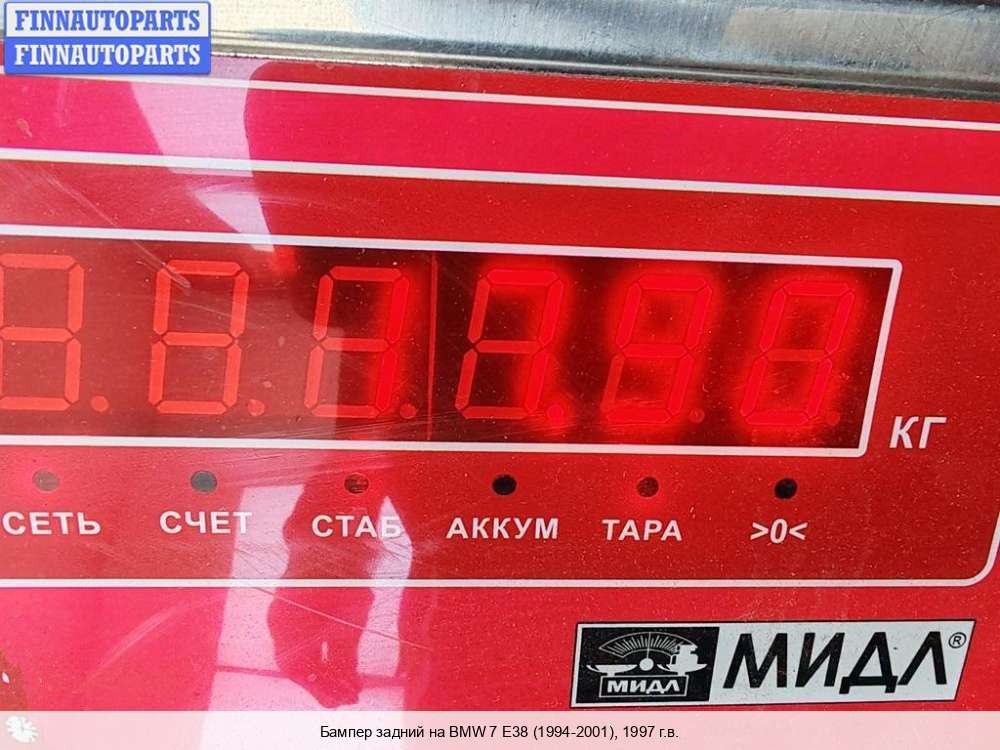 FINNAUTOPARTS
FINNAUTOPARTS
КГ
СЕТЬ СЧЕТ СТАБ АККУМ ТАРА >0<
МИДЛ МИДЛ®
Бампер задний на BMW 7 E38 (1994-2001), 1997 г.в.